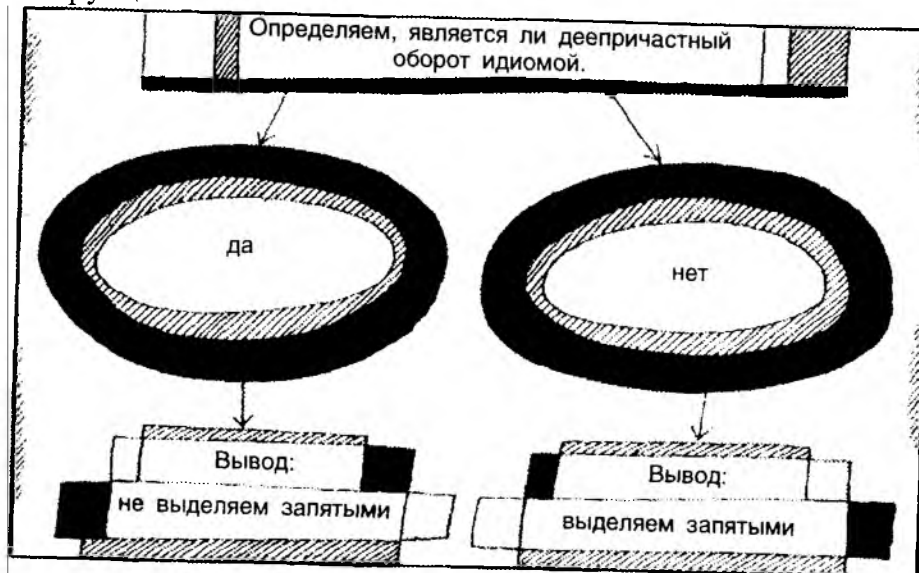 Определяем, является ли деепричастный
оборот идиомой.
да
нет
Вывод:
не выделяем запятыми
Вывод:
выделяем запятыми